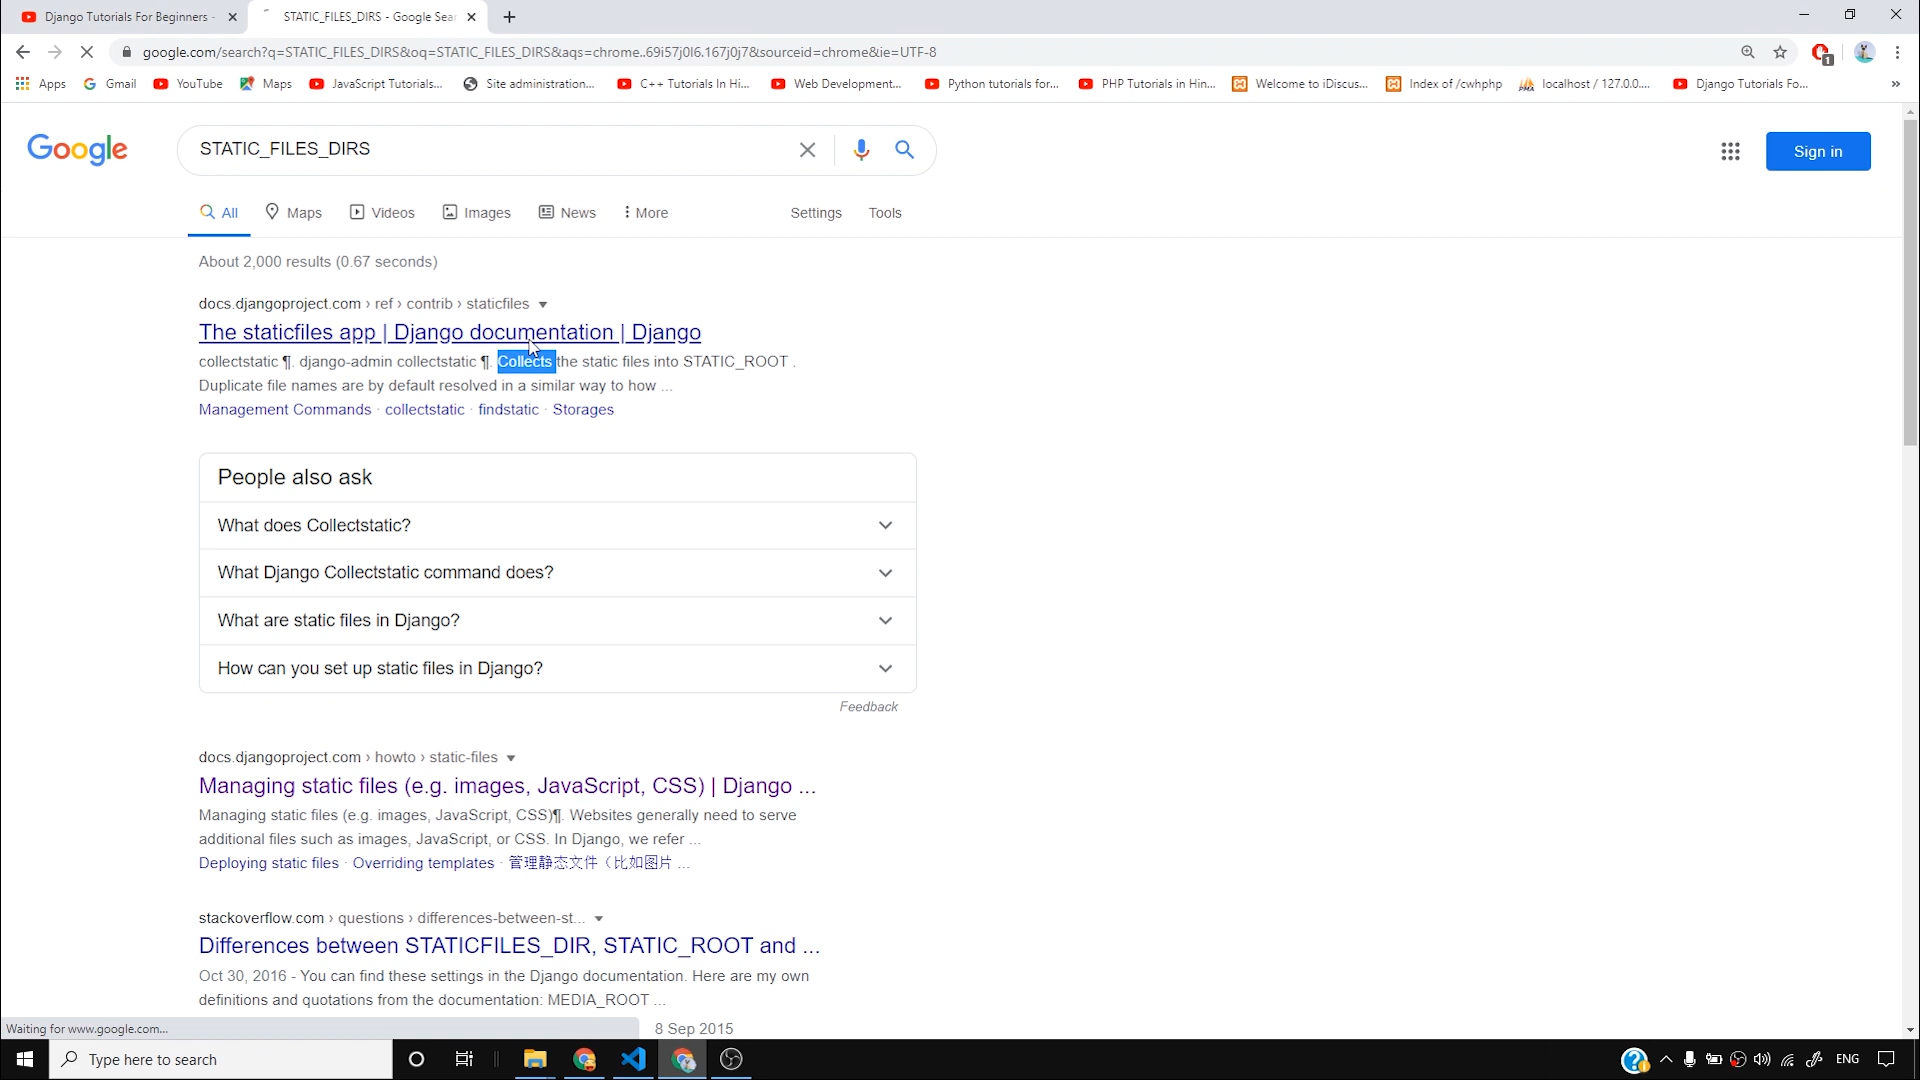 Django Tutorials For Beginners -
STATIC_FILES_DIRS - Google Sear
google.com/search?q=STATIC_FILES_DIRS&oq=STATIC_FILES_DIRS&aqs=chrome..69i57j0l6.167j0j7&sourceid=chrome&ie=UTF-8
1
Apps Gmail YouTube Maps JavaScript Tutorials... Site administration... C++ Tutorials In Hi... Web Development... Python tutorials for... PHP Tutorials in Hin... Welcome to iDiscus... Index of /cwhphp localhost / 127.0.0.... Django Tutorials Fo... »
Google
STATIC_FILES_DIRS
Sign in
All Maps Videos Images News More Settings Tools
About 2,000 results (0.67 seconds)
docs.djangoproject.com › ref › contrib › staticfiles
The staticfiles app | Django documentation | Django
collectstatic ¶. django-admin collectstatic ¶. Collects the static files into STATIC_ROOT .
Duplicate file names are by default resolved in a similar way to how ...
Management Commands · collectstatic · findstatic · Storages
People also ask
What does Collectstatic?
What Django Collectstatic command does?
What are static files in Django?
How can you set up static files in Django?
Feedback
docs.djangoproject.com › howto › static-files
Managing static files (e.g. images, JavaScript, CSS) | Django ...
Managing static files (e.g. images, JavaScript, CSS)¶. Websites generally need to serve
additional files such as images, JavaScript, or CSS. In Django, we refer ...
Deploying static files · Overriding templates · 管理静态文件（比如图片 ...
stackoverflow.com › questions › differences-between-st...
Differences between STATICFILES_DIR, STATIC_ROOT and ...
Oct 30, 2016 - You can find these settings in the Django documentation. Here are my own
definitions and quotations from the documentation: MEDIA_ROOT ...
Waiting for www.google.com...
8 Sep 2015
Type here to search
ENG